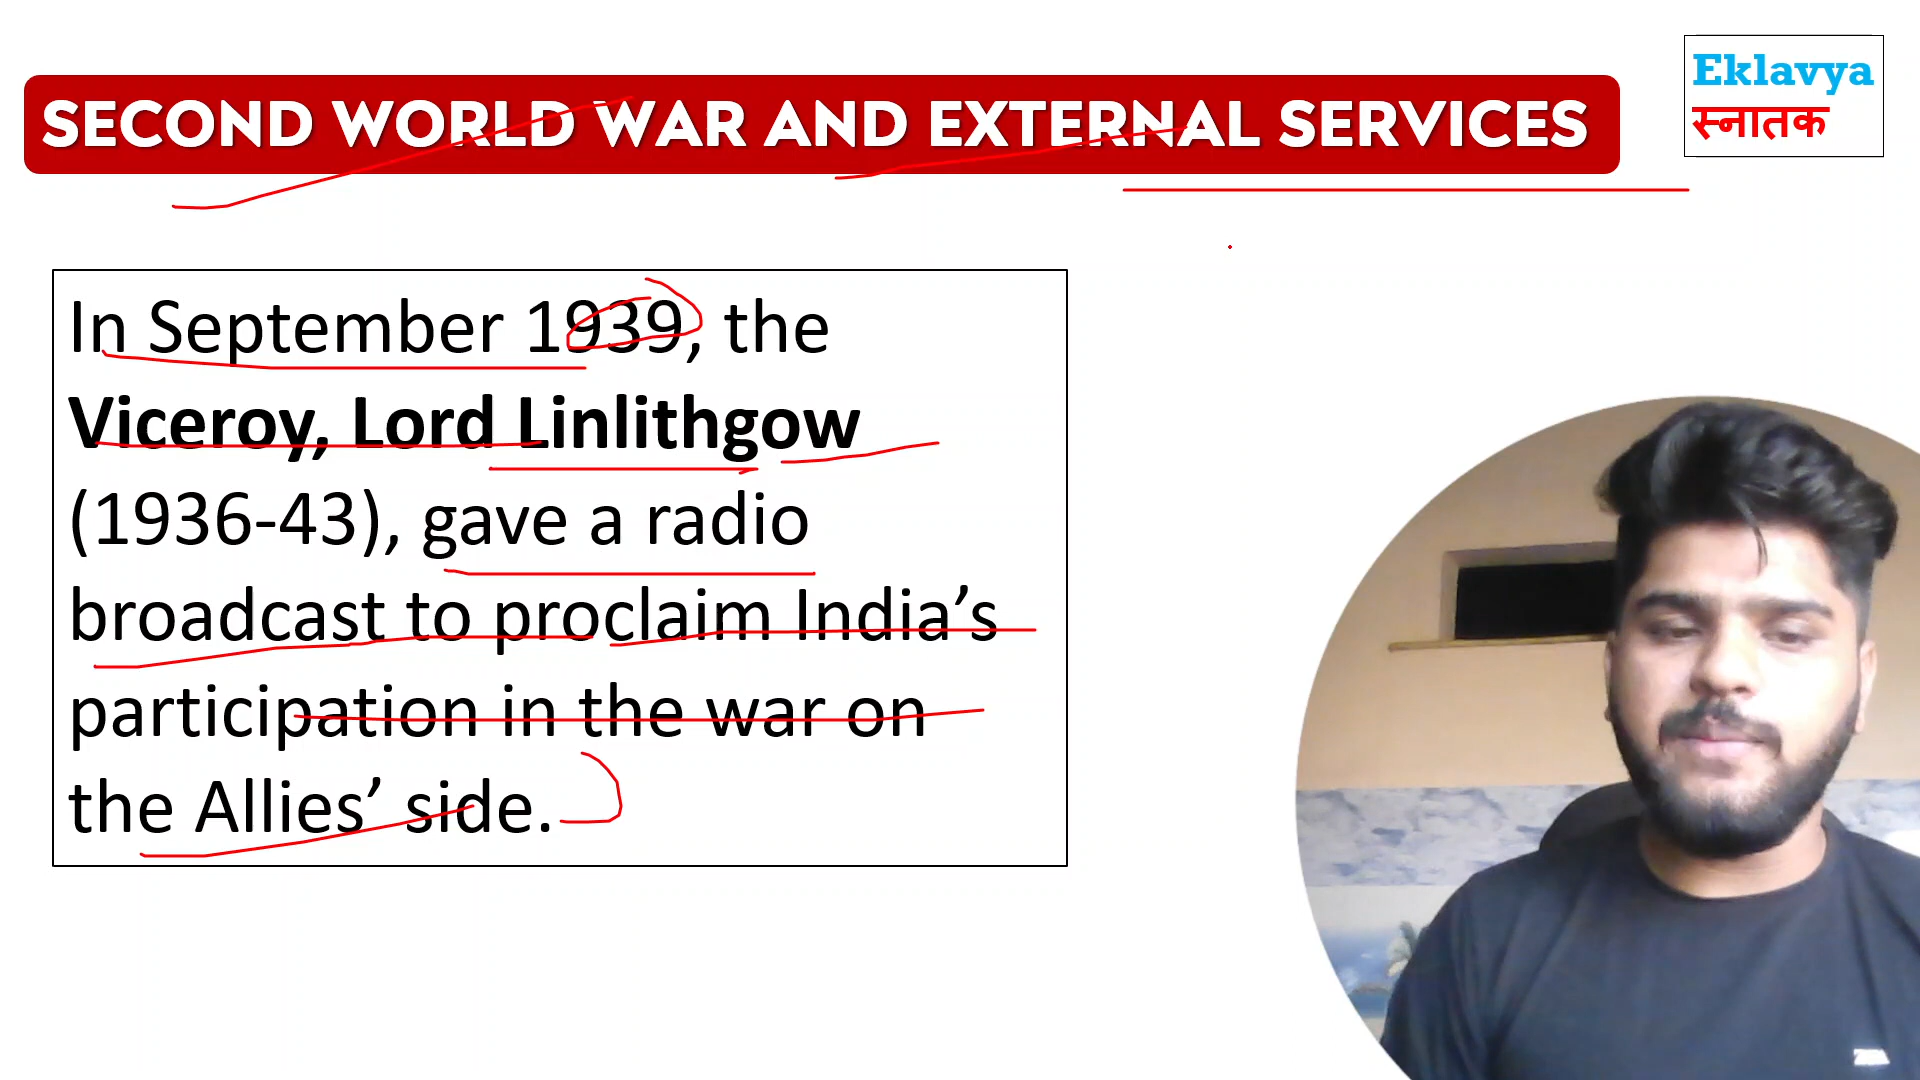 SECOND WORLD WAR AND EXTERNAL SERVICES
Eklavya
स्नातक
In September 1939, the
Viceroy, Lord Linlithgow
(1936-43), gave a radio
broadcast to proclaim India’s
participation in the war on
the Allies’ side.